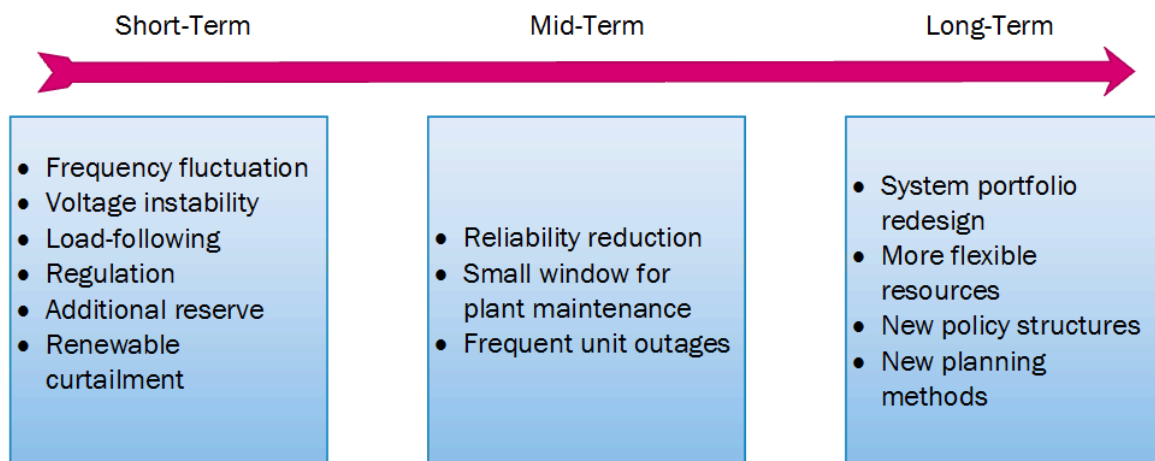 Short-Term
Mid-Term
Long-Term
• Frequency fluctuation
• Voltage instability
• Load-following
• Regulation
• Additional reserve
• Renewable
curtailment
• Reliability reduction
• Small window for
plant maintenance
• Frequent unit outages
• System portfolio
redesign
• More flexible
resources
• New policy structures
• New planning
methods